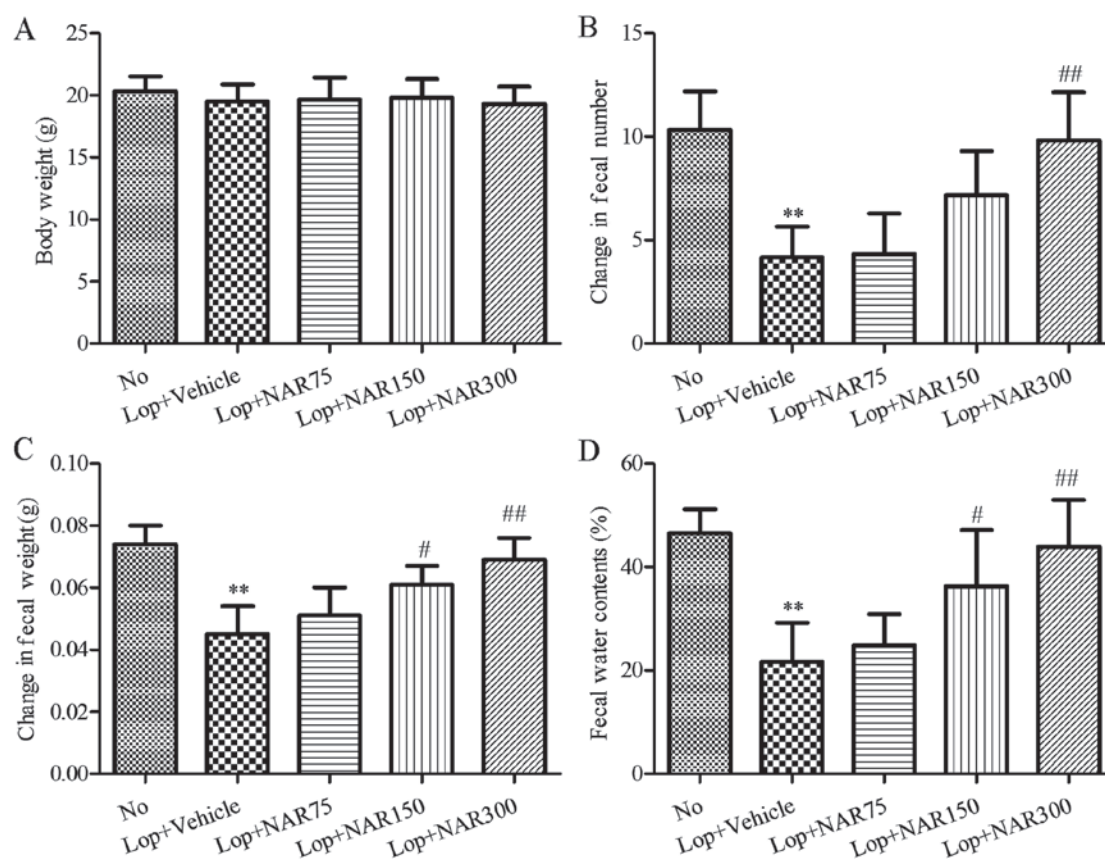 A
Body weight (g)
25
20
15
10
5
0
No
Lop+Vehicle
Lop+NAR75
Lop+NAR150
Lop+NAR300
B
Change in fecal number
15
10
5
0
**
##
No
Lop+Vehicle
Lop+NAR75
Lop+NAR150
Lop+NAR300
C
Change in fecal weight(g)
0.10
0.08
0.06
0.04
0.02
0.00
**
#
##
No
Lop+Vehicle
Lop+NAR75
Lop+NAR150
Lop+NAR300
D
Fecal water contents (%)
60
40
20
0
**
#
##
No
Lop+Vehicle
Lop+NAR75
Lop+NAR150
Lop+NAR300